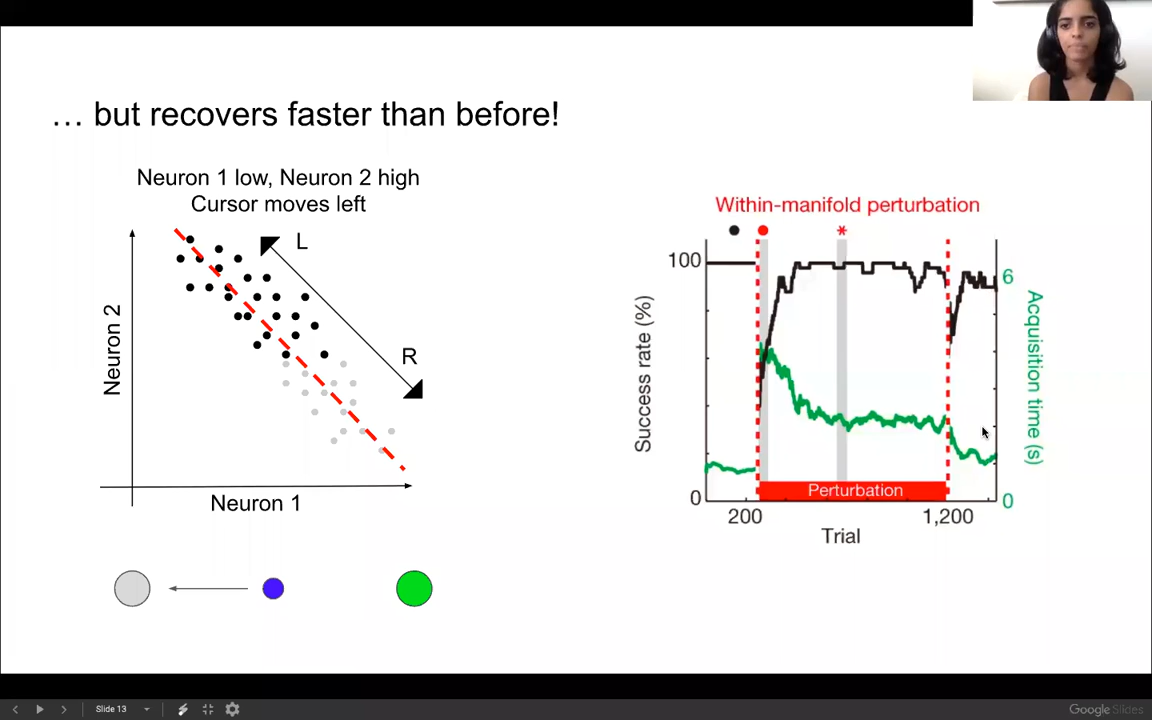 … but recovers faster than before!
Neuron 1 low, Neuron 2 high
Cursor moves left
L
R
Neuron 2
Neuron 1
Within-manifold perturbation
*
100
0
Success rate (%)
6
0
Acquisition time (s)
Perturbation
200
1,200
Trial
Slide 13
Google Slides